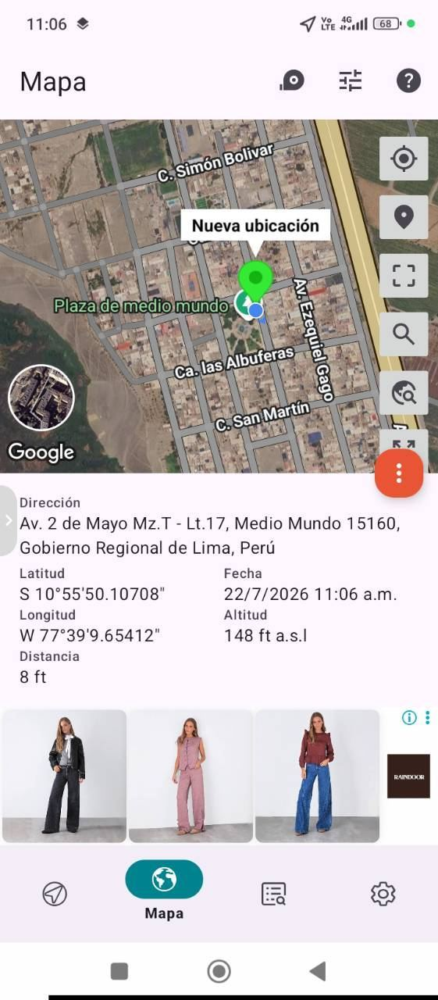 11:06
Vo LTE 4G 68
Mapa
C. Simón Bolivar
Nueva ubicación
Plaza de medio mundo
Av. Ezequiel Gago
Ca. las Albuferas
C. San Martín
Google
Dirección
Av. 2 de Mayo Mz.T - Lt.17, Medio Mundo 15160,
Gobierno Regional de Lima, Perú
Latitud
S 10°55'50.10708"
Fecha
22/7/2026 11:06 a.m.
Longitud
W 77°39'9.65412"
Altitud
148 ft a.s.l
Distancia
8 ft
RAINDOOR
Mapa